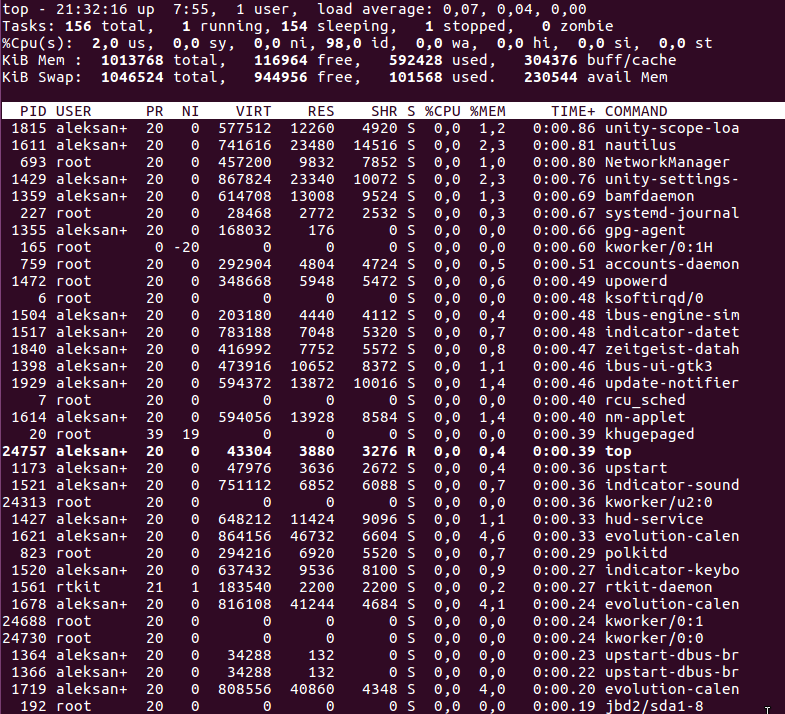 top - 21:32:16 up  7:55,  1 user,  load average: 0,07, 0,04, 0,00
Tasks: 156 total,   1 running, 154 sleeping,   1 stopped,   0 zombie
%Cpu(s):  2,0 us,  0,0 sy,  0,0 ni, 98,0 id,  0,0 wa,  0,0 hi,  0,0 si,  0,0 st
KiB Mem :  1013768 total,   116964 free,   592428 used,   304376 buff/cache
KiB Swap:  1046524 total,   944956 free,   101568 used.   230544 avail Mem
PID USER      PR  NI    VIRT    RES    SHR S %CPU %MEM     TIME+ COMMAND
1815 aleksan+  20   0  577512  12260   4920 S  0,0  1,2   0:00.86 unity-scope-loa
1611 aleksan+  20   0  741616  23480  14516 S  0,0  2,3   0:00.81 nautilus
693 root      20   0  457200   9832   7852 S  0,0  1,0   0:00.80 NetworkManager
1429 aleksan+  20   0  867824  23340  10072 S  0,0  2,3   0:00.76 unity-settings-
1359 aleksan+  20   0  614708  13008   9524 S  0,0  1,3   0:00.69 bamfdaemon
227 root      20   0   28468   2772   2532 S  0,0  0,3   0:00.67 systemd-journal
1355 aleksan+  20   0  168032    176      0 S  0,0  0,0   0:00.66 gpg-agent
165 root       0 -20       0      0      0 S  0,0  0,0   0:00.60 kworker/0:1H
759 root      20   0  292904   4804   4724 S  0,0  0,5   0:00.51 accounts-daemon
1472 root      20   0  348668   5948   5472 S  0,0  0,6   0:00.49 upowerd
6 root      20   0       0      0      0 S  0,0  0,0   0:00.48 ksoftirqd/0
1504 aleksan+  20   0  203180   4440   4112 S  0,0  0,4   0:00.48 ibus-engine-sim
1517 aleksan+  20   0  783188   7048   5320 S  0,0  0,7   0:00.48 indicator-datet
1840 aleksan+  20   0  416992   7752   5572 S  0,0  0,8   0:00.47 zeitgeist-datah
1398 aleksan+  20   0  473916  10652   8372 S  0,0  1,1   0:00.46 ibus-ui-gtk3
1929 aleksan+  20   0  594372  13872  10016 S  0,0  1,4   0:00.46 update-notifier
7 root      20   0       0      0      0 S  0,0  0,0   0:00.40 rcu_sched
1614 aleksan+  20   0  594056  13928   8584 S  0,0  1,4   0:00.40 nm-applet
20 root      39  19       0      0      0 S  0,0  0,0   0:00.39 khugepaged
24757 aleksan+  20   0   43304   3880   3276 R  0,0  0,4   0:00.39 top
1173 aleksan+  20   0   47976   3636   2672 S  0,0  0,4   0:00.36 upstart
1521 aleksan+  20   0  751112   6852   6088 S  0,0  0,7   0:00.36 indicator-sound
24313 root      20   0       0      0      0 S  0,0  0,0   0:00.36 kworker/u2:0
1427 aleksan+  20   0  648212  11424   9096 S  0,0  1,1   0:00.33 hud-service
1621 aleksan+  20   0  864156  46732   6604 S  0,0  4,6   0:00.33 evolution-calen
823 root      20   0  294216   6920   5520 S  0,0  0,7   0:00.29 polkitd
1520 aleksan+  20   0  637432   9536   8100 S  0,0  0,9   0:00.27 indicator-keybo
1561 rtkit     21   1  183540   2200   2200 S  0,0  0,2   0:00.27 rtkit-daemon
1678 aleksan+  20   0  816108  41244   4684 S  0,0  4,1   0:00.24 evolution-calen
24688 root      20   0       0      0      0 S  0,0  0,0   0:00.24 kworker/0:1
24730 root      20   0       0      0      0 S  0,0  0,0   0:00.24 kworker/0:0
1364 aleksan+  20   0   34288    132      0 S  0,0  0,0   0:00.23 upstart-dbus-br
1366 aleksan+  20   0   34288    132      0 S  0,0  0,0   0:00.22 upstart-dbus-br
1719 aleksan+  20   0  808556  40860   4348 S  0,0  4,0   0:00.20 evolution-calen
192 root      20   0       0      0      0 S  0,0  0,0   0:00.19 jbd2/sda1-8